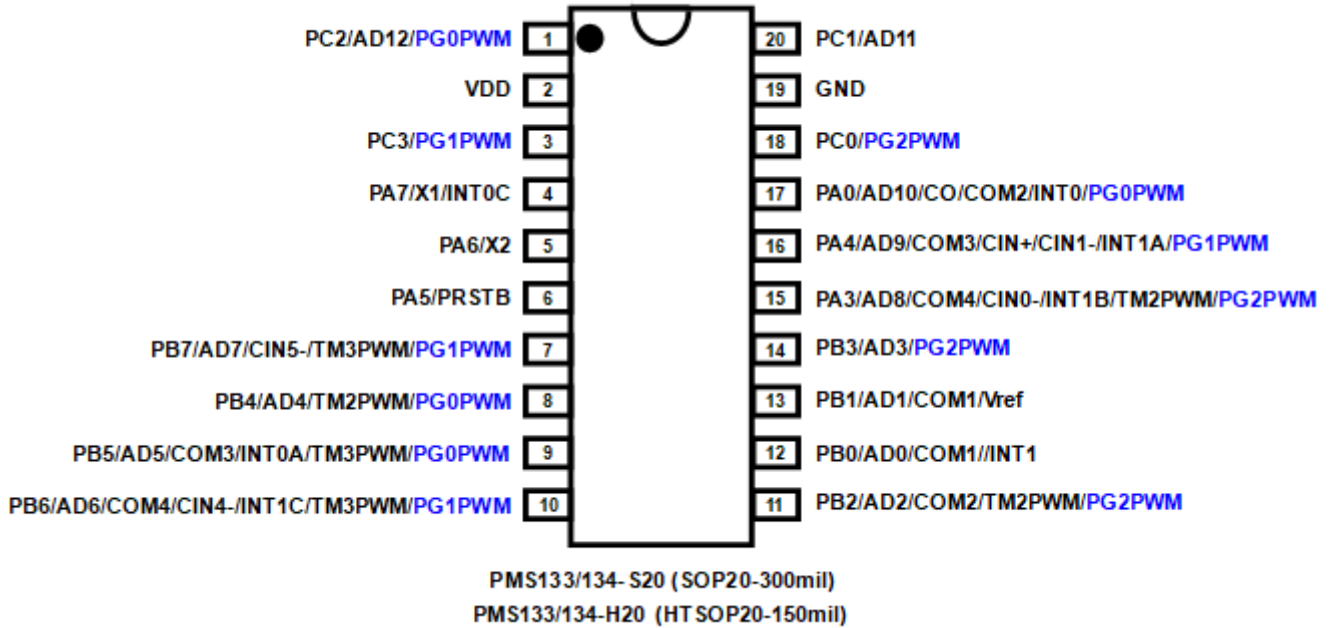 PC2/AD12/PG0PWM 1 20 PC1/AD11
VDD 2 19 GND
PC3/PG1PWM 3 18 PC0/PG2PWM
PA7/X1/INT0C 4 17 PA0/AD10/CO/COM2/INT0/PG0PWM
PA6/X2 5 16 PA4/AD9/COM3/CIN+/CIN1-/INT1A/PG1PWM
PA5/PRSTB 6 15 PA3/AD8/COM4/CIN0-/INT1B/TM2PWM/PG2PWM
PB7/AD7/CIN5-/TM3PWM/PG1PWM 7 14 PB3/AD3/PG2PWM
PB4/AD4/TM2PWM/PG0PWM 8 13 PB1/AD1/COM1/Vref
PB5/AD5/COM3/INT0A/TM3PWM/PG0PWM 9 12 PB0/AD0/COM1//INT1
PB6/AD6/COM4/CIN4-/INT1C/TM3PWM/PG1PWM 10 11 PB2/AD2/COM2/TM2PWM/PG2PWM
PMS133/134-S20 (SOP20-300mil)
PMS133/134-H20 (HTSOP20-150mil)